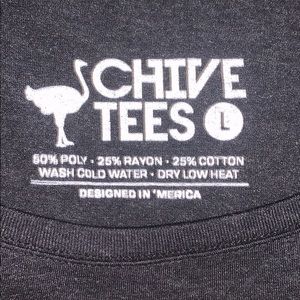 CHIVE
TEES L
50% POLY · 25% RAYON · 25% COTTON
WASH COLD WATER · DRY LOW HEAT
DESIGNED IN 'MERICA